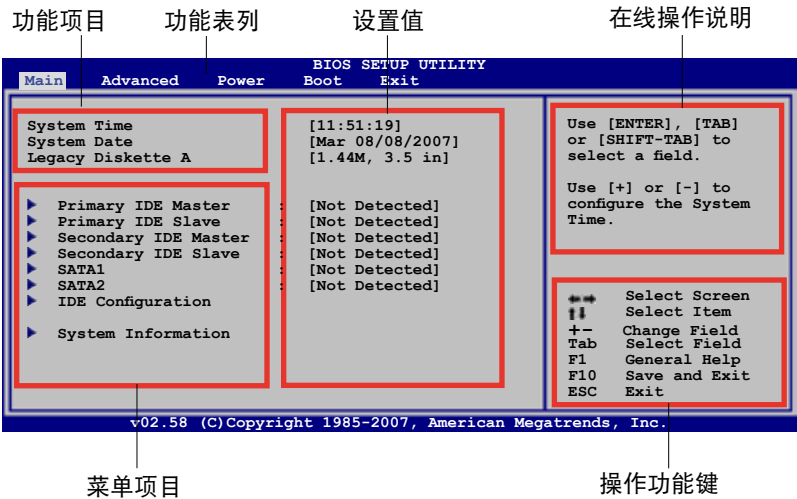 功能项目 功能表列 设置值 在线操作说明
BIOS SETUP UTILITY
Main Advanced Power Boot Exit
System Time [11:51:19]
System Date [Mar 08/08/2007]
Legacy Diskette A [1.44M, 3.5 in]
Primary IDE Master : [Not Detected]
Primary IDE Slave : [Not Detected]
Secondary IDE Master : [Not Detected]
Secondary IDE Slave : [Not Detected]
SATA1 : [Not Detected]
SATA2 : [Not Detected]
IDE Configuration
System Information
Use [ENTER], [TAB]
or [SHIFT-TAB] to
select a field.
Use [+] or [-] to
configure the System
Time.
←→ Select Screen
↑↓ Select Item
+- Change Field
Tab Select Field
F1 General Help
F10 Save and Exit
ESC Exit
v02.58 (C)Copyright 1985-2007, American Megatrends, Inc.
菜单项目 操作功能键